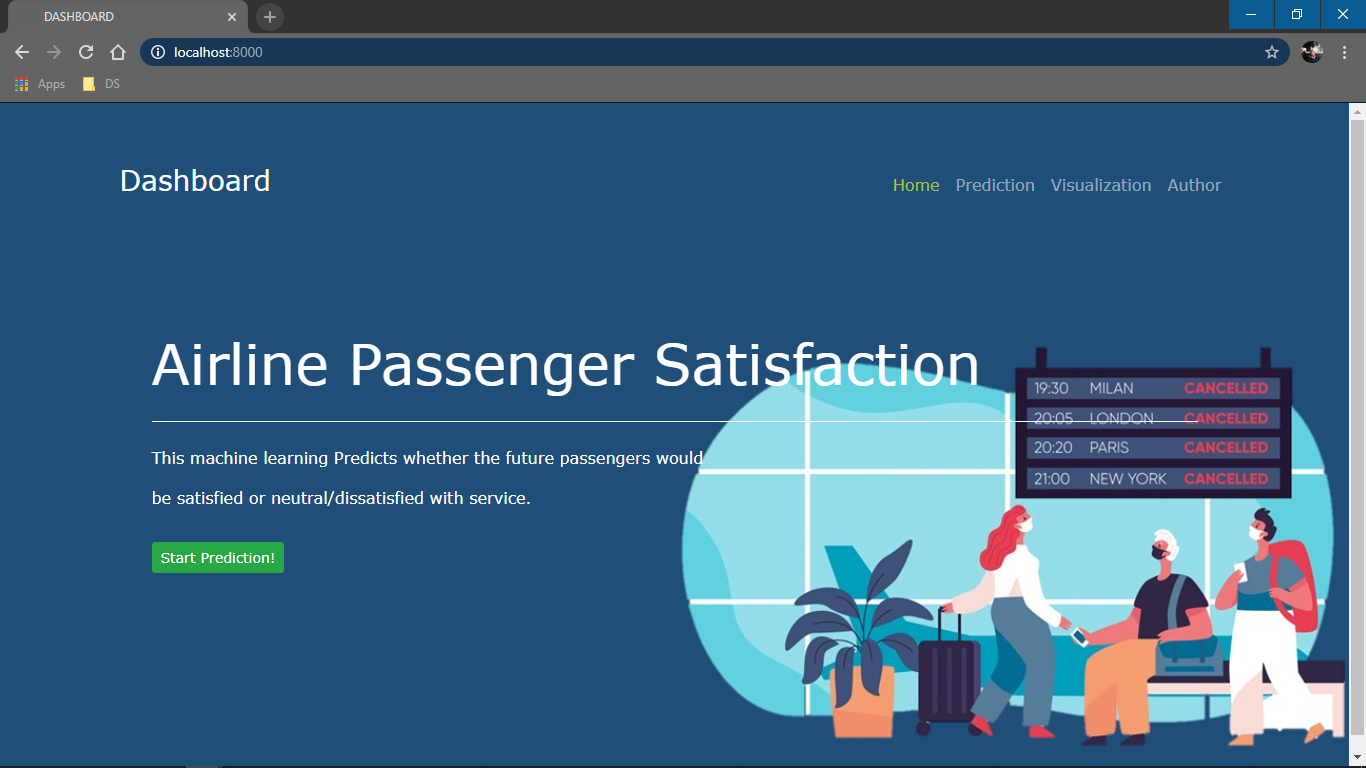 DASHBOARD
localhost:8000
Apps DS
Dashboard
Home Prediction Visualization Author
Airline Passenger Satisfaction
19:30 MILAN CANCELLED
20:05 LONDON CANCELLED
20:20 PARIS CANCELLED
21:00 NEW YORK CANCELLED
This machine learning Predicts whether the future passengers would
be satisfied or neutral/dissatisfied with service.
Start Prediction!